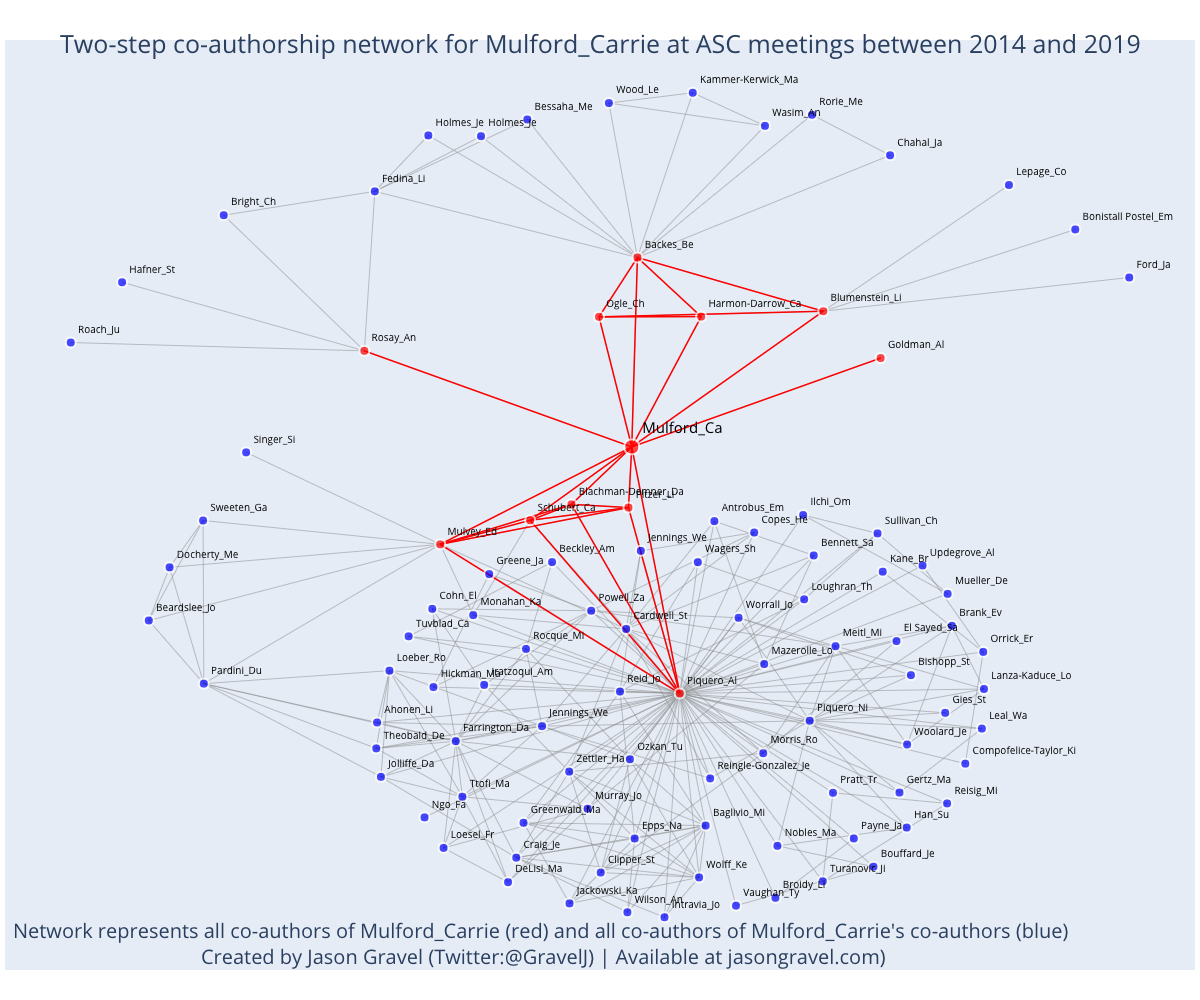 Two-step co-authorship network for Mulford_Carrie at ASC meetings between 2014 and 2019
Kammer-Kerwick_Ma
Wood_Le
Bessaha_Me
Rorie_Me
Wasim_An
Holmes_Je
Holmes_Je
Chahal_Ja
Lepage_Co
Fedina_Li
Bright_Ch
Bonistall Postel_Em
Backes_Be
Ford_Ja
Hafner_St
Blumenstein_Li
Ogle_Ch
Harmon-Darrow_Ca
Roach_Ju
Rosay_An
Goldman_Al
Mulford_Ca
Singer_Si
Blachman-Demner_Da
Fitzer_Li
Ilchi_Om
Sweeten_Ga
Schubert_Ca
Antrobus_Em
Copes_He
Sullivan_Ch
Mulvey_Ed
Jennings_We
Beckley_Am
Wagers_Sh
Bennett_Sa
Docherty_Me
Greene_Ja
Kane_Br
Updegrove_Al
Mueller_De
Loughran_Th
Cohn_El
Powell_Za
Beardslee_Jo
Monahan_Ka
Worrall_Jo
Cardwell_St
Brank_Ev
Tuvblad_Ca
El Sayed_Sa
Meitl_Mi
Rocque_Mi
Orrick_Er
Mazerolle_Lo
Loeber_Ro
Bishopp_St
Pardini_Du
Hickman_Ma
Isatzoqui_Am
Reid_Jo
Piquero_Al
Lanza-Kaduce_Lo
Gies_St
Ahonen_Li
Piquero_Ni
Jennings_We
Farrington_Da
Leal_Wa
Theobald_De
Woolard_Je
Morris_Ro
Ozkan_Tu
Compofelice-Taylor_Ki
Jolliffe_Da
Zettler_Ha
Reingle-Gonzalez_Je
Ttofi_Ma
Pratt_Tr
Gertz_Ma
Reisig_Mi
Murray_Jo
Ngo_Fa
Greenwald_Ma
Baglivio_Mi
Han_Su
Epps_Na
Payne_Ja
Loesel_Fr
Nobles_Ma
Craig_Je
Bouffard_Je
Clipper_St
Wolff_Ke
DeLisi_Ma
Turanovic_Ji
Broidy_Li
Jackowski_Ka
Vaughan_Ty
Wilson_An
Intravia_Jo
Network represents all co-authors of Mulford_Carrie (red) and all co-authors of Mulford_Carrie's co-authors (blue)
Created by Jason Gravel (Twitter:@GravelJ) | Available at jasongravel.com)